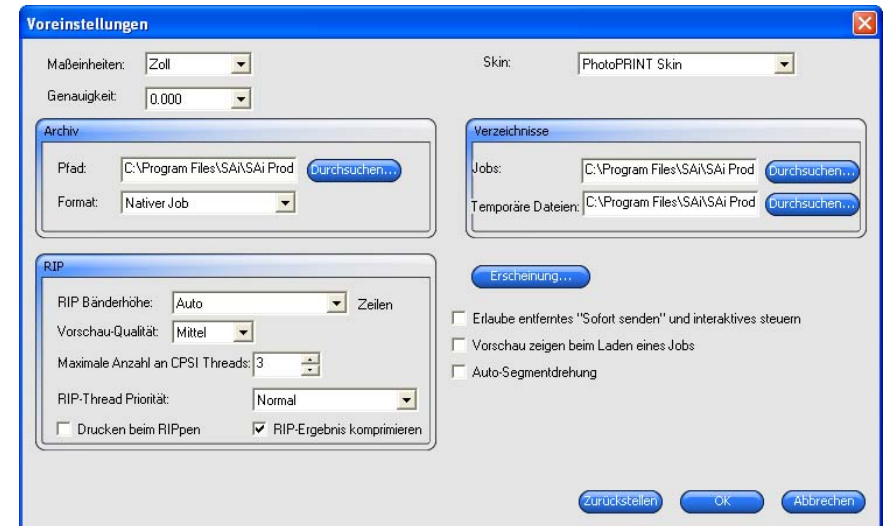 Voreinstellungen
Maßeinheiten: Zoll
Skin: PhotoPRINT Skin
Genauigkeit: 0.000
Archiv
Pfad: C:\Program Files\SAi\SAi Prod Durchsuchen...
Format: Nativer Job
Verzeichnisse
Jobs: C:\Program Files\SAi\SAi Prod Durchsuchen...
Temporäre Dateien: C:\Program Files\SAi\SAi Prod Durchsuchen...
RIP
RIP Bänderhöhe: Auto Zeilen
Vorschau-Qualität: Mittel
Maximale Anzahl an CPSI Threads: 3
RIP-Thread Priorität: Normal
Drucken beim RIPpen RIP-Ergebnis komprimieren
Erscheinung...
Erlaube entferntes "Sofort senden" und interaktives steuern
Vorschau zeigen beim Laden eines Jobs
Auto-Segmentdrehung
Zurückstellen OK Abbrechen